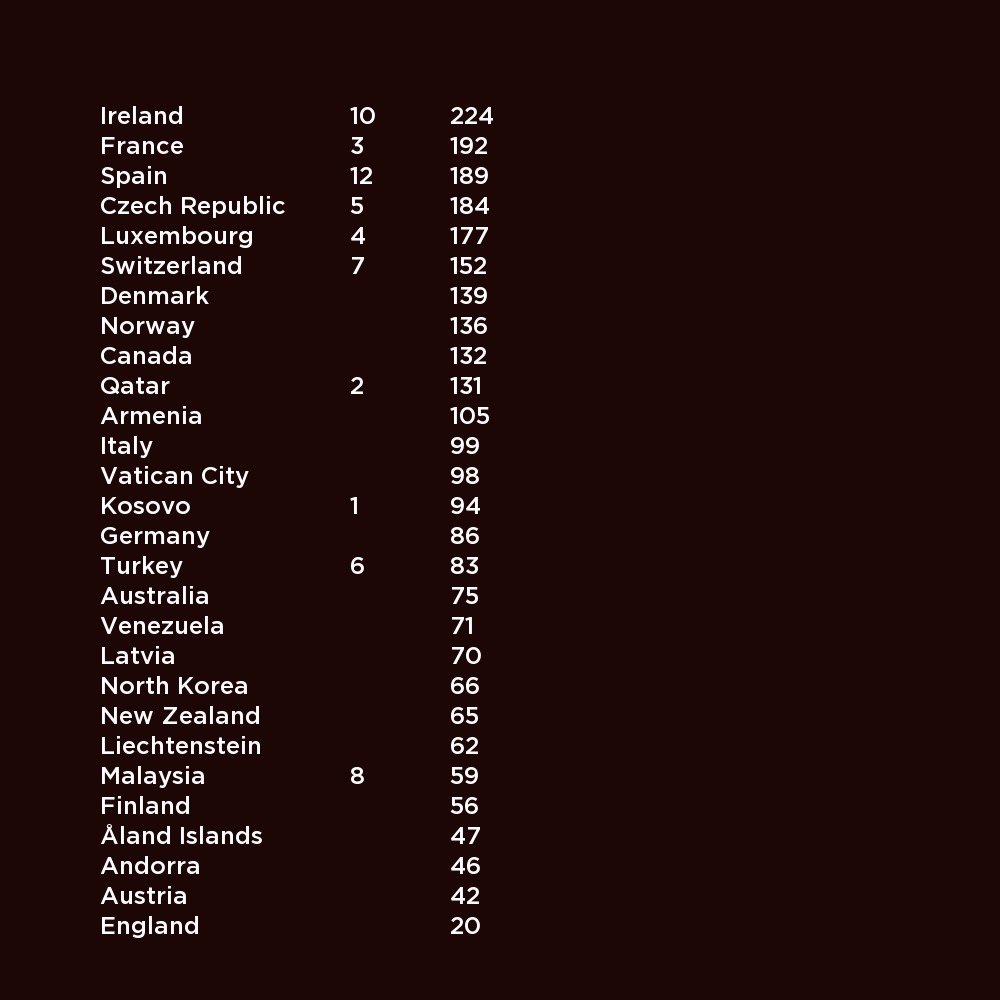 Ireland 10 224
France 3 192
Spain 12 189
Czech Republic 5 184
Luxembourg 4 177
Switzerland 7 152
Denmark 139
Norway 136
Canada 132
Qatar 2 131
Armenia 105
Italy 99
Vatican City 98
Kosovo 1 94
Germany 86
Turkey 6 83
Australia 75
Venezuela 71
Latvia 70
North Korea 66
New Zealand 65
Liechtenstein 62
Malaysia 8 59
Finland 56
Åland Islands 47
Andorra 46
Austria 42
England 20